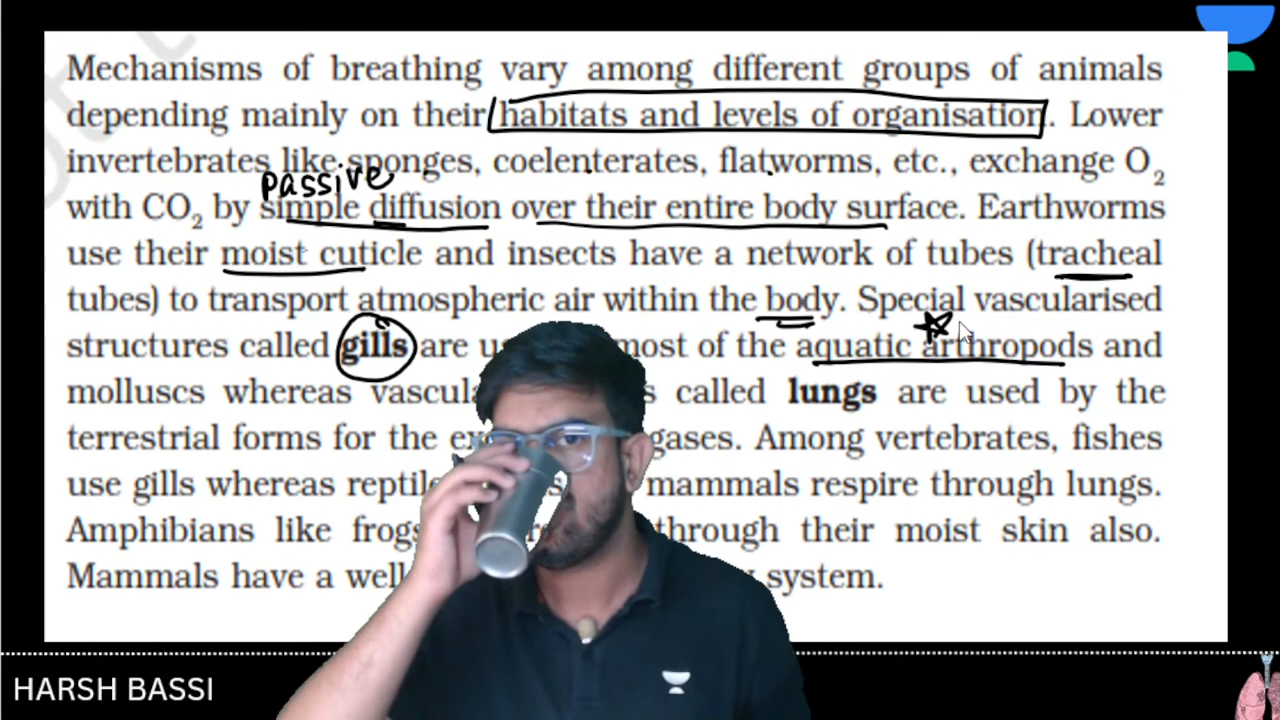 Mechanisms of breathing vary among different groups of animals
depending mainly on their habitats and levels of organisation. Lower
invertebrates like sponges, coelenterates, flatworms, etc., exchange O₂
passive
with CO₂ by simple diffusion over their entire body surface. Earthworms
use their moist cuticle and insects have a network of tubes (tracheal
tubes) to transport atmospheric air within the body. Special vascularised
structures called gills are most of the aquatic arthropods and
molluscs whereas called lungs are used by the
terrestrial forms for the gases. Among vertebrates, fishes
use gills whereas mammals respire through lungs.
Amphibians like frogs through their moist skin also.
Mammals have a well system.
HARSH BASSI